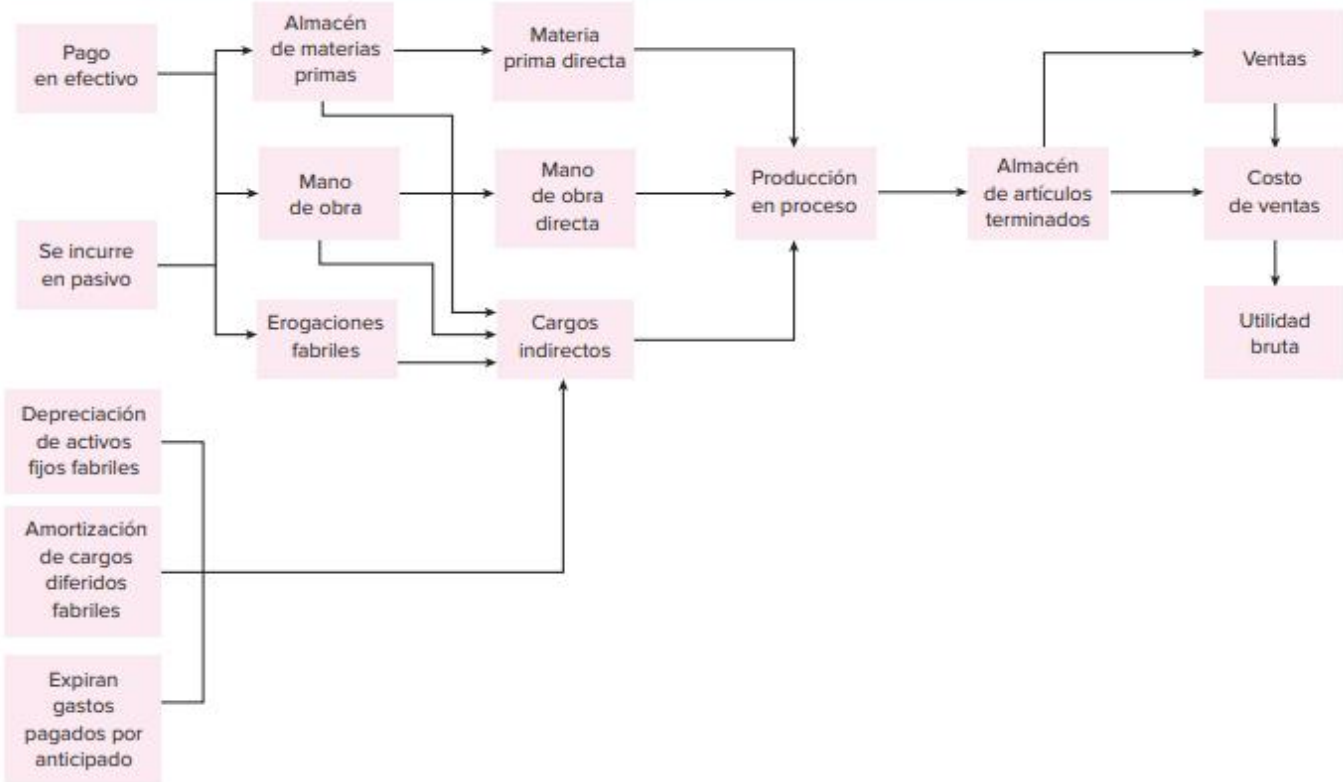 Pago
en efectivo
Almacén
de materias
primas
Materia
prima directa
Ventas
Mano
de obra
Mano
de obra
directa
Producción
en proceso
Almacén
de artículos
terminados
Costo
de ventas
Se incurre
en pasivo
Erogaciones
fabriles
Cargos
indirectos
Utilidad
bruta
Depreciación
de activos
fijos fabriles
Amortización
de cargos
diferidos
fabriles
Expiran
gastos
pagados por
anticipado